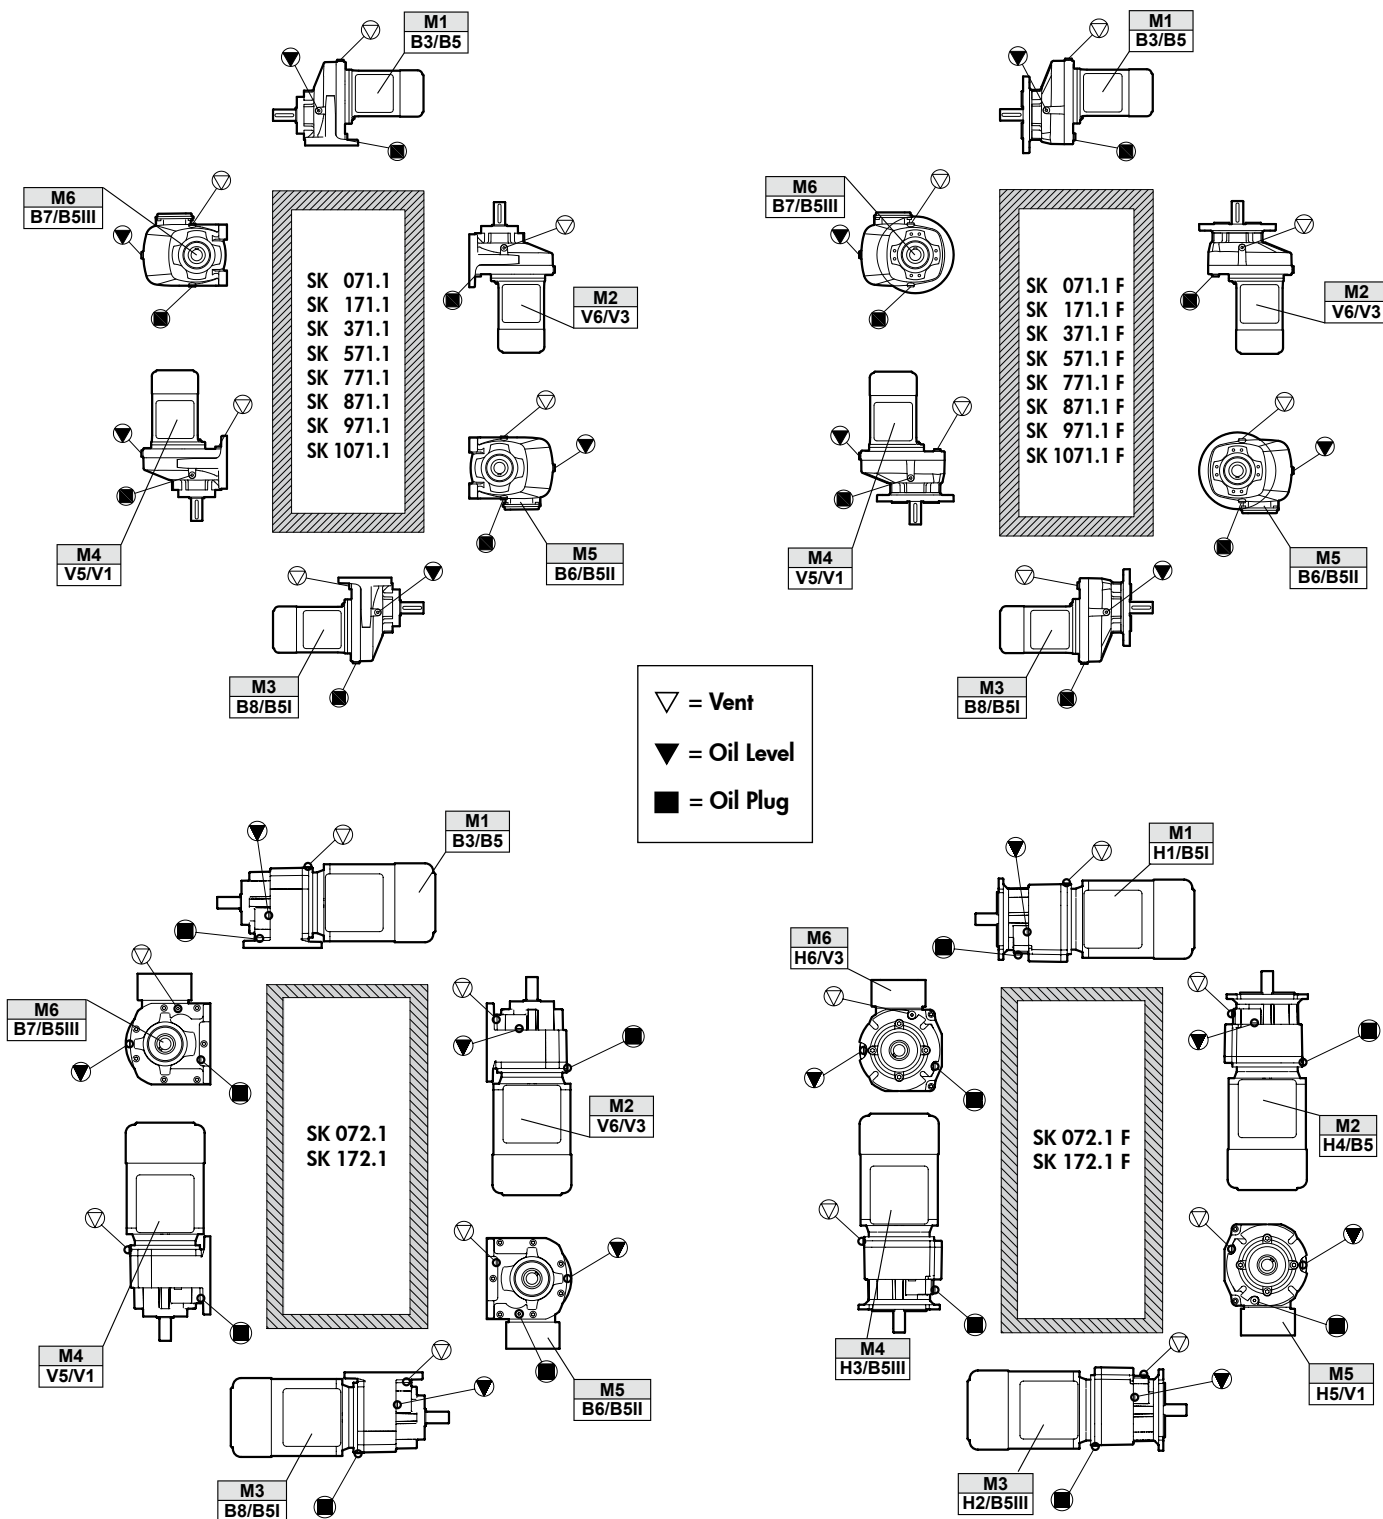 M1
B3/B5
M6
B7/B5III
SK 071.1
SK 171.1
SK 371.1
SK 571.1
SK 771.1
SK 871.1
SK 971.1
SK 1071.1
M2
V6/V3
M4
V5/V1
M5
B6/B5II
M3
B8/B5I
M1
B3/B5
M6
B7/B5III
SK 071.1 F
SK 171.1 F
SK 371.1 F
SK 571.1 F
SK 771.1 F
SK 871.1 F
SK 971.1 F
SK 1071.1 F
M2
V6/V3
M4
V5/V1
M5
B6/B5II
M3
B8/B5I
= Vent
= Oil Level
= Oil Plug
M1
B3/B5
M6
B7/B5III
SK 072.1
SK 172.1
M2
V6/V3
M4
V5/V1
M5
B6/B5II
M3
B8/B5I
M1
H1/B5I
M6
H6/V3
SK 072.1 F
SK 172.1 F
M2
H4/B5
M4
H3/B5III
M5
H5/V1
M3
H2/B5III